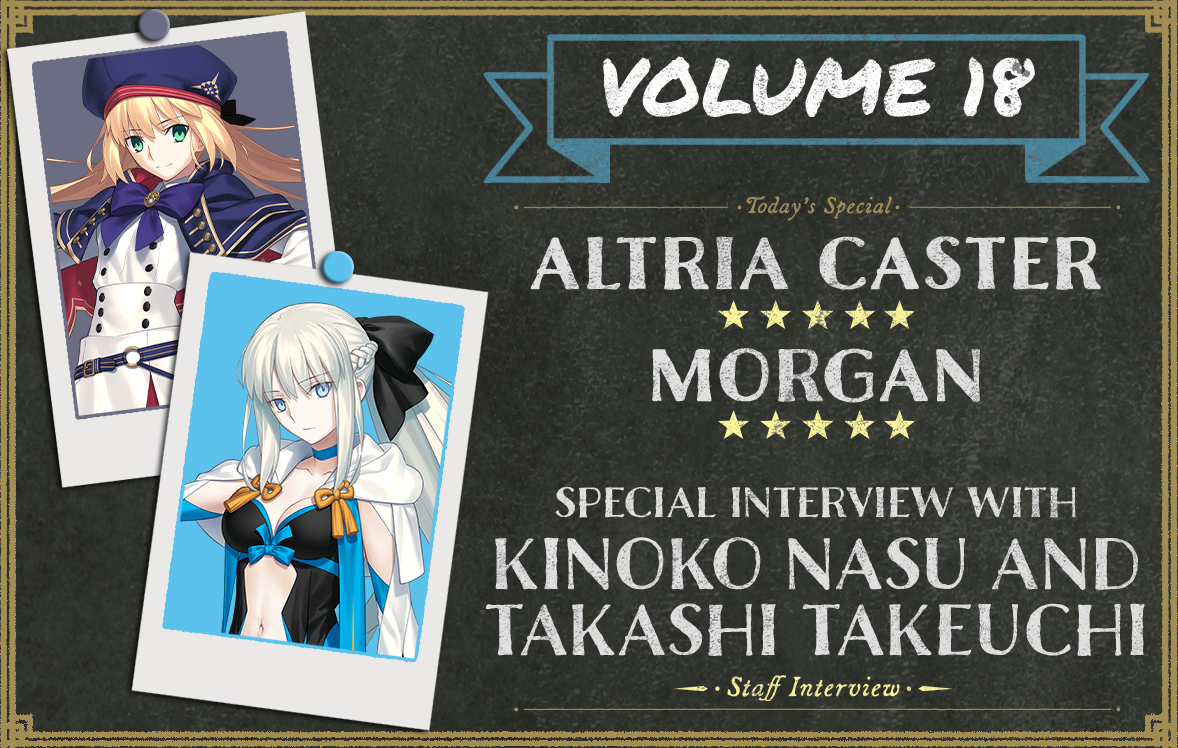 VOLUME 18
Today's Special
ALTRIA CASTER
★★★★★
MORGAN
★★★★★
SPECIAL INTERVIEW WITH
KINOKO NASU AND
TAKASHI TAKEUCHI
Staff Interview